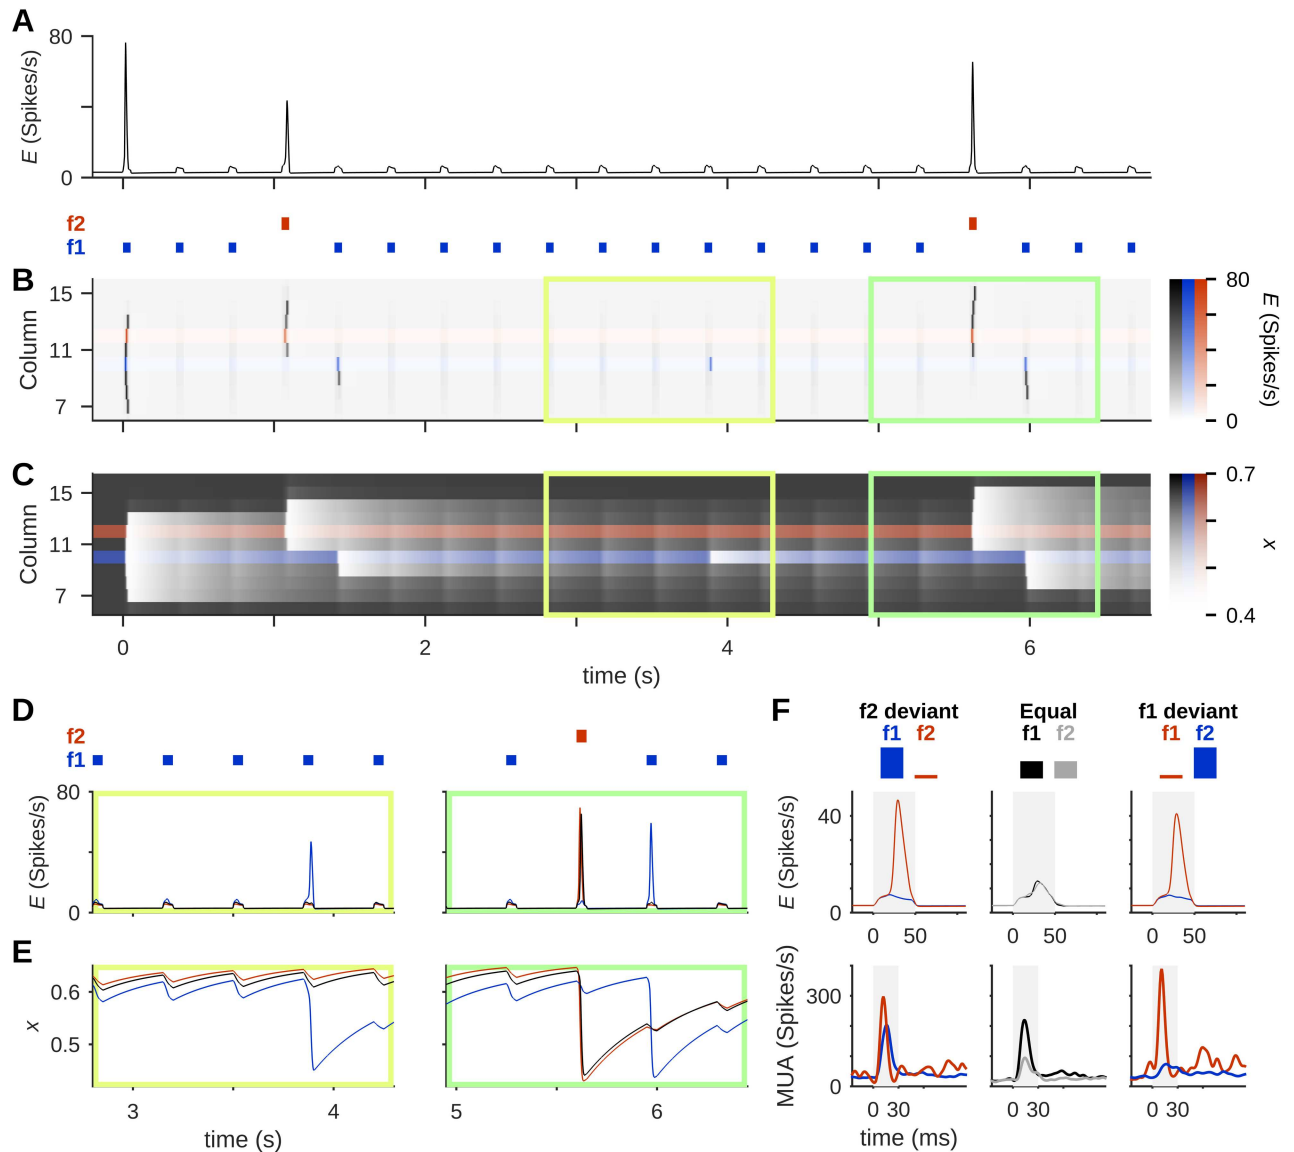 A
80
E (Spikes/s)
0
f2
f1
B
15
Column
11
7
80
E (Spikes/s)
0
C
15
Column
11
7
0.7
x
0.4
0 2 4 6
time (s)
D
f2
f1
80
E (Spikes/s)
0
E
0.6
x
0.5
3 4 5 6
time (s)
F
f2 deviant Equal f1 deviant
f1 f2 f1 f2 f1 f2
40
E (Spikes/s)
0
0 50 0 50 0 50
300
MUA (Spikes/s)
0
0 30 0 30 0 30
time (ms)